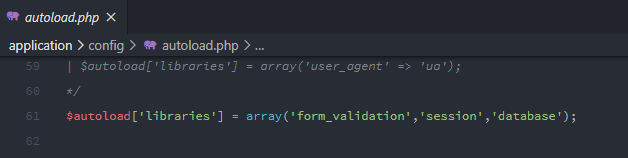 autoload.php ×
application > config > autoload.php > ...
59 | $autoload['libraries'] = array('user_agent' => 'ua');
60 */
61 $autoload['libraries'] = array('form_validation','session','database');
62